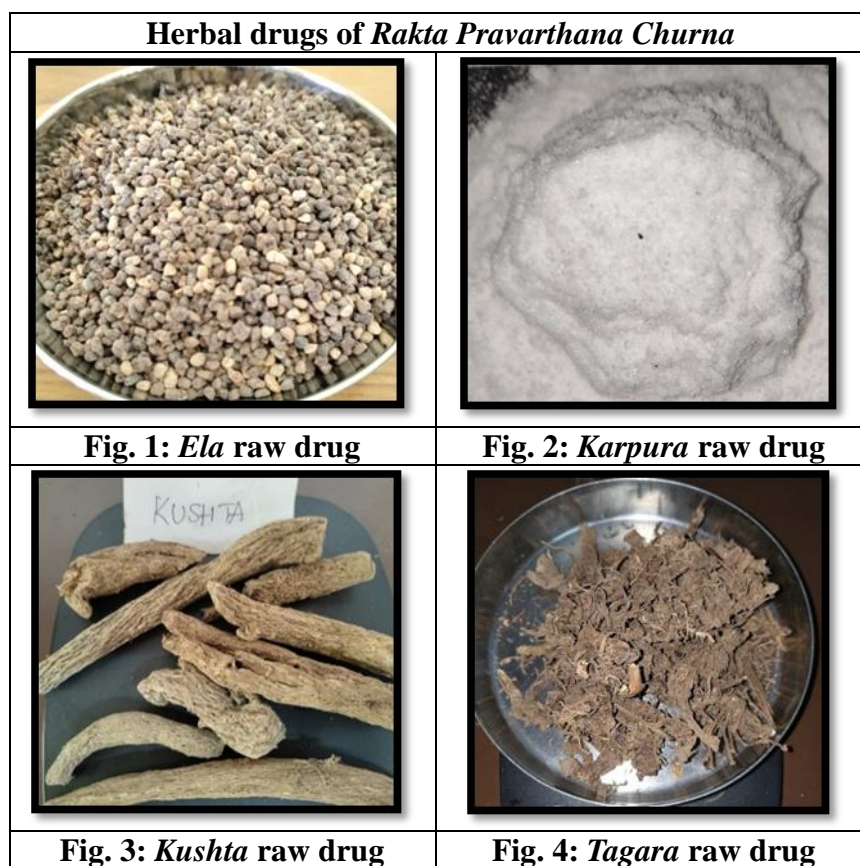 Herbal drugs of Rakta Pravarthana Churna
Fig. 1: Ela raw drug
Fig. 2: Karpura raw drug
KUSHTA
Fig. 3: Kushta raw drug
Fig. 4: Tagara raw drug